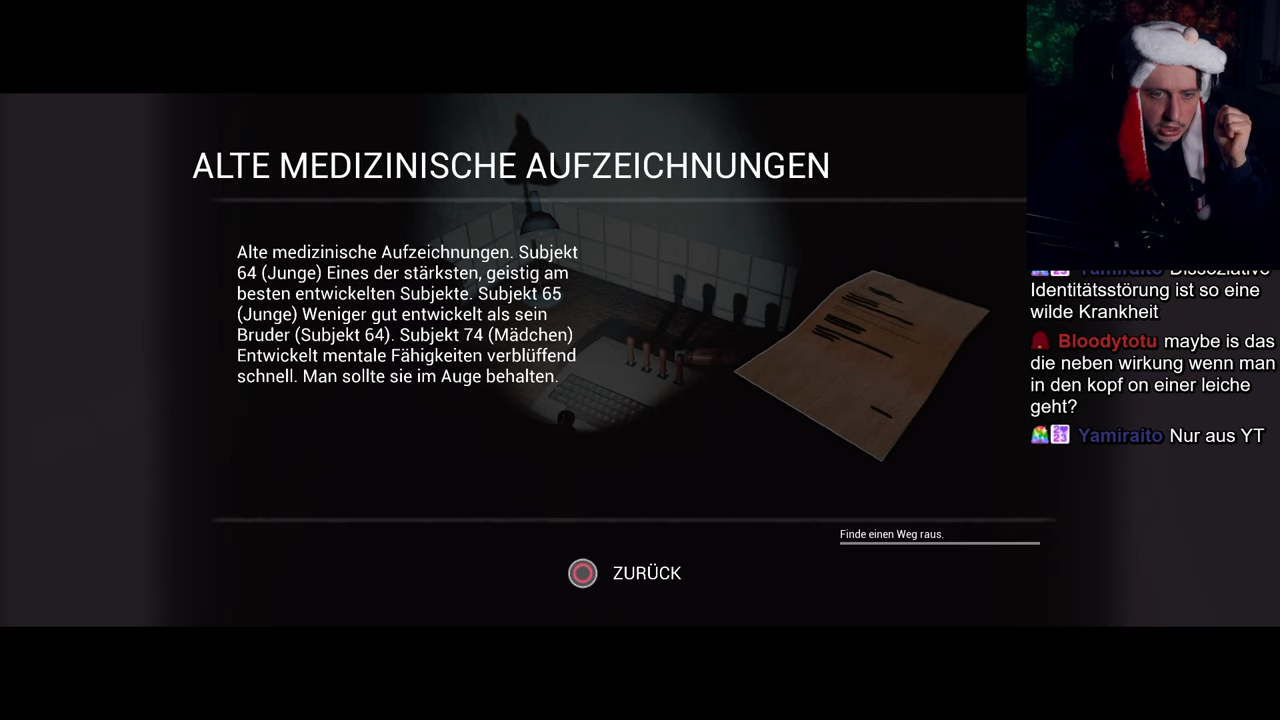 ALTE MEDIZINISCHE AUFZEICHNUNGEN
Alte medizinische Aufzeichnungen. Subjekt
64 (Junge) Eines der stärksten, geistig am
besten entwickelten Subjekte. Subjekt 65
(Junge) Weniger gut entwickelt als sein
Bruder (Subjekt 64). Subjekt 74 (Mädchen)
Entwickelt mentale Fähigkeiten verblüffend
schnell. Man sollte sie im Auge behalten.
Finde einen Weg raus.
ZURÜCK
Yamiraito Dissoziative
Identitätsstörung ist so eine
wilde Krankheit
Bloodytotu maybe is das
die neben wirkung wenn man
in den kopf on einer leiche
geht?
Yamiraito Nur aus YT